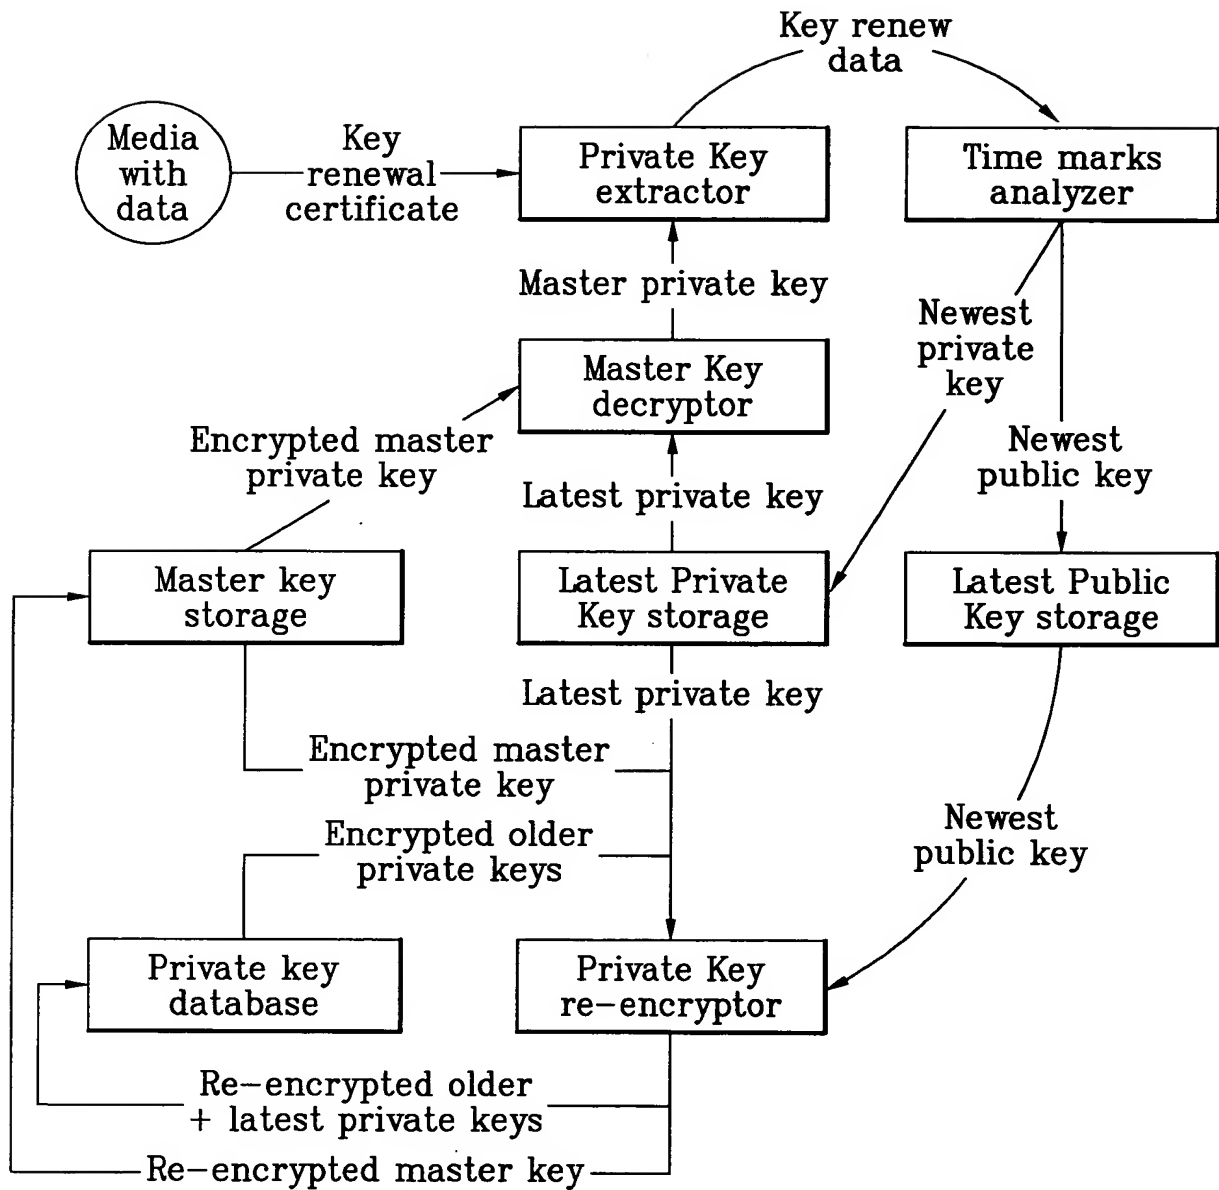 Key renew
data
Media
with
data
Key
renewal
certificate
Private Key
extractor
Time marks
analyzer
Master private key
Newest
private
key
Master Key
decryptor
Encrypted master
private key
Latest private key
Newest
public key
Master key
storage
Latest Private
Key storage
Latest Public
Key storage
Latest private key
Encrypted master
private key
Encrypted older
private keys
Newest
public key
Private key
database
Private Key
re-encryptor
Re-encrypted older
+ latest private keys
Re-encrypted master key